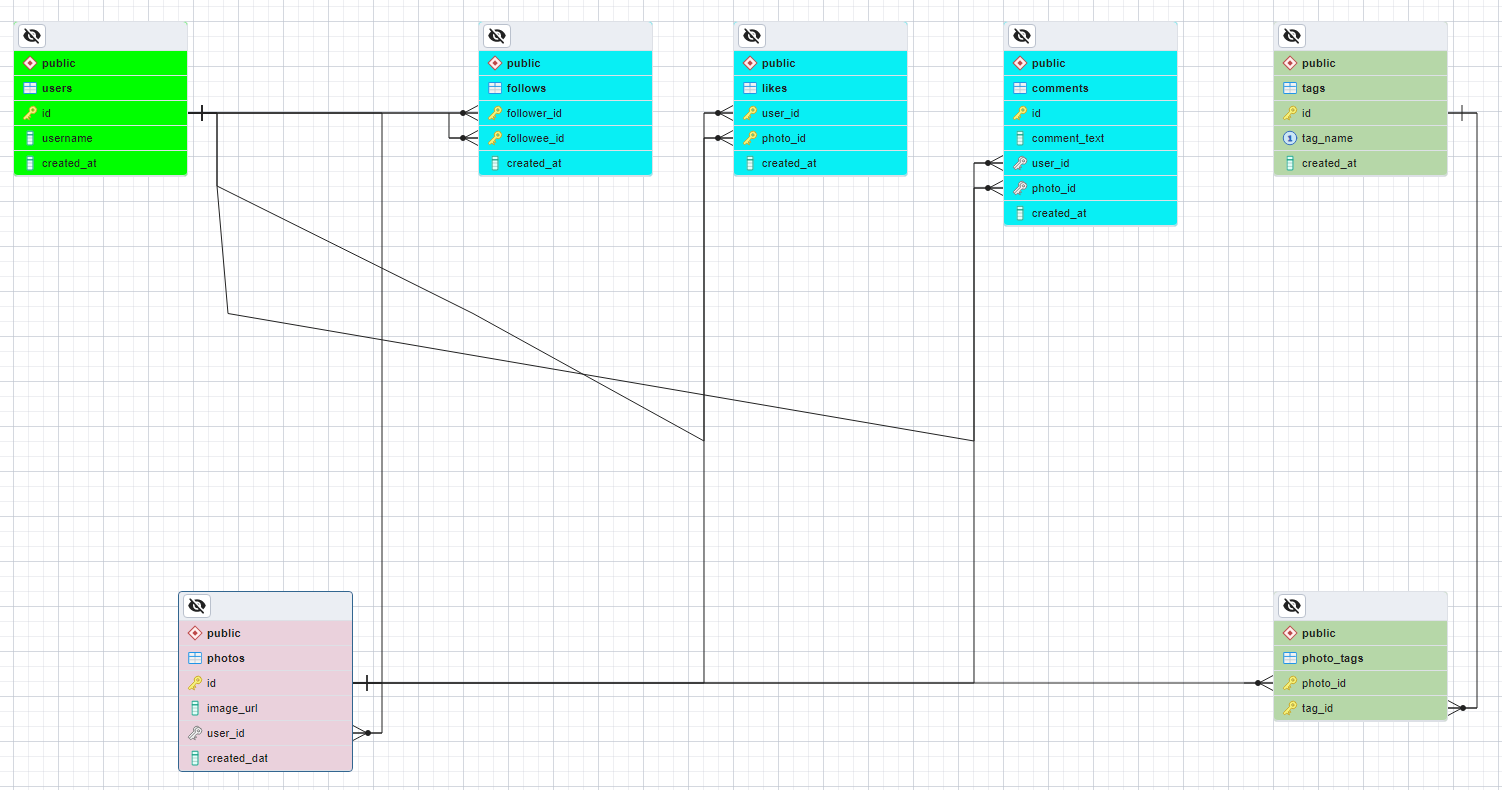 public
users
id
username
created_at
public
follows
follower_id
followee_id
created_at
public
likes
user_id
photo_id
created_at
public
comments
id
comment_text
user_id
photo_id
created_at
public
tags
id
tag_name
created_at
public
photos
id
image_url
user_id
created_dat
public
photo_tags
photo_id
tag_id